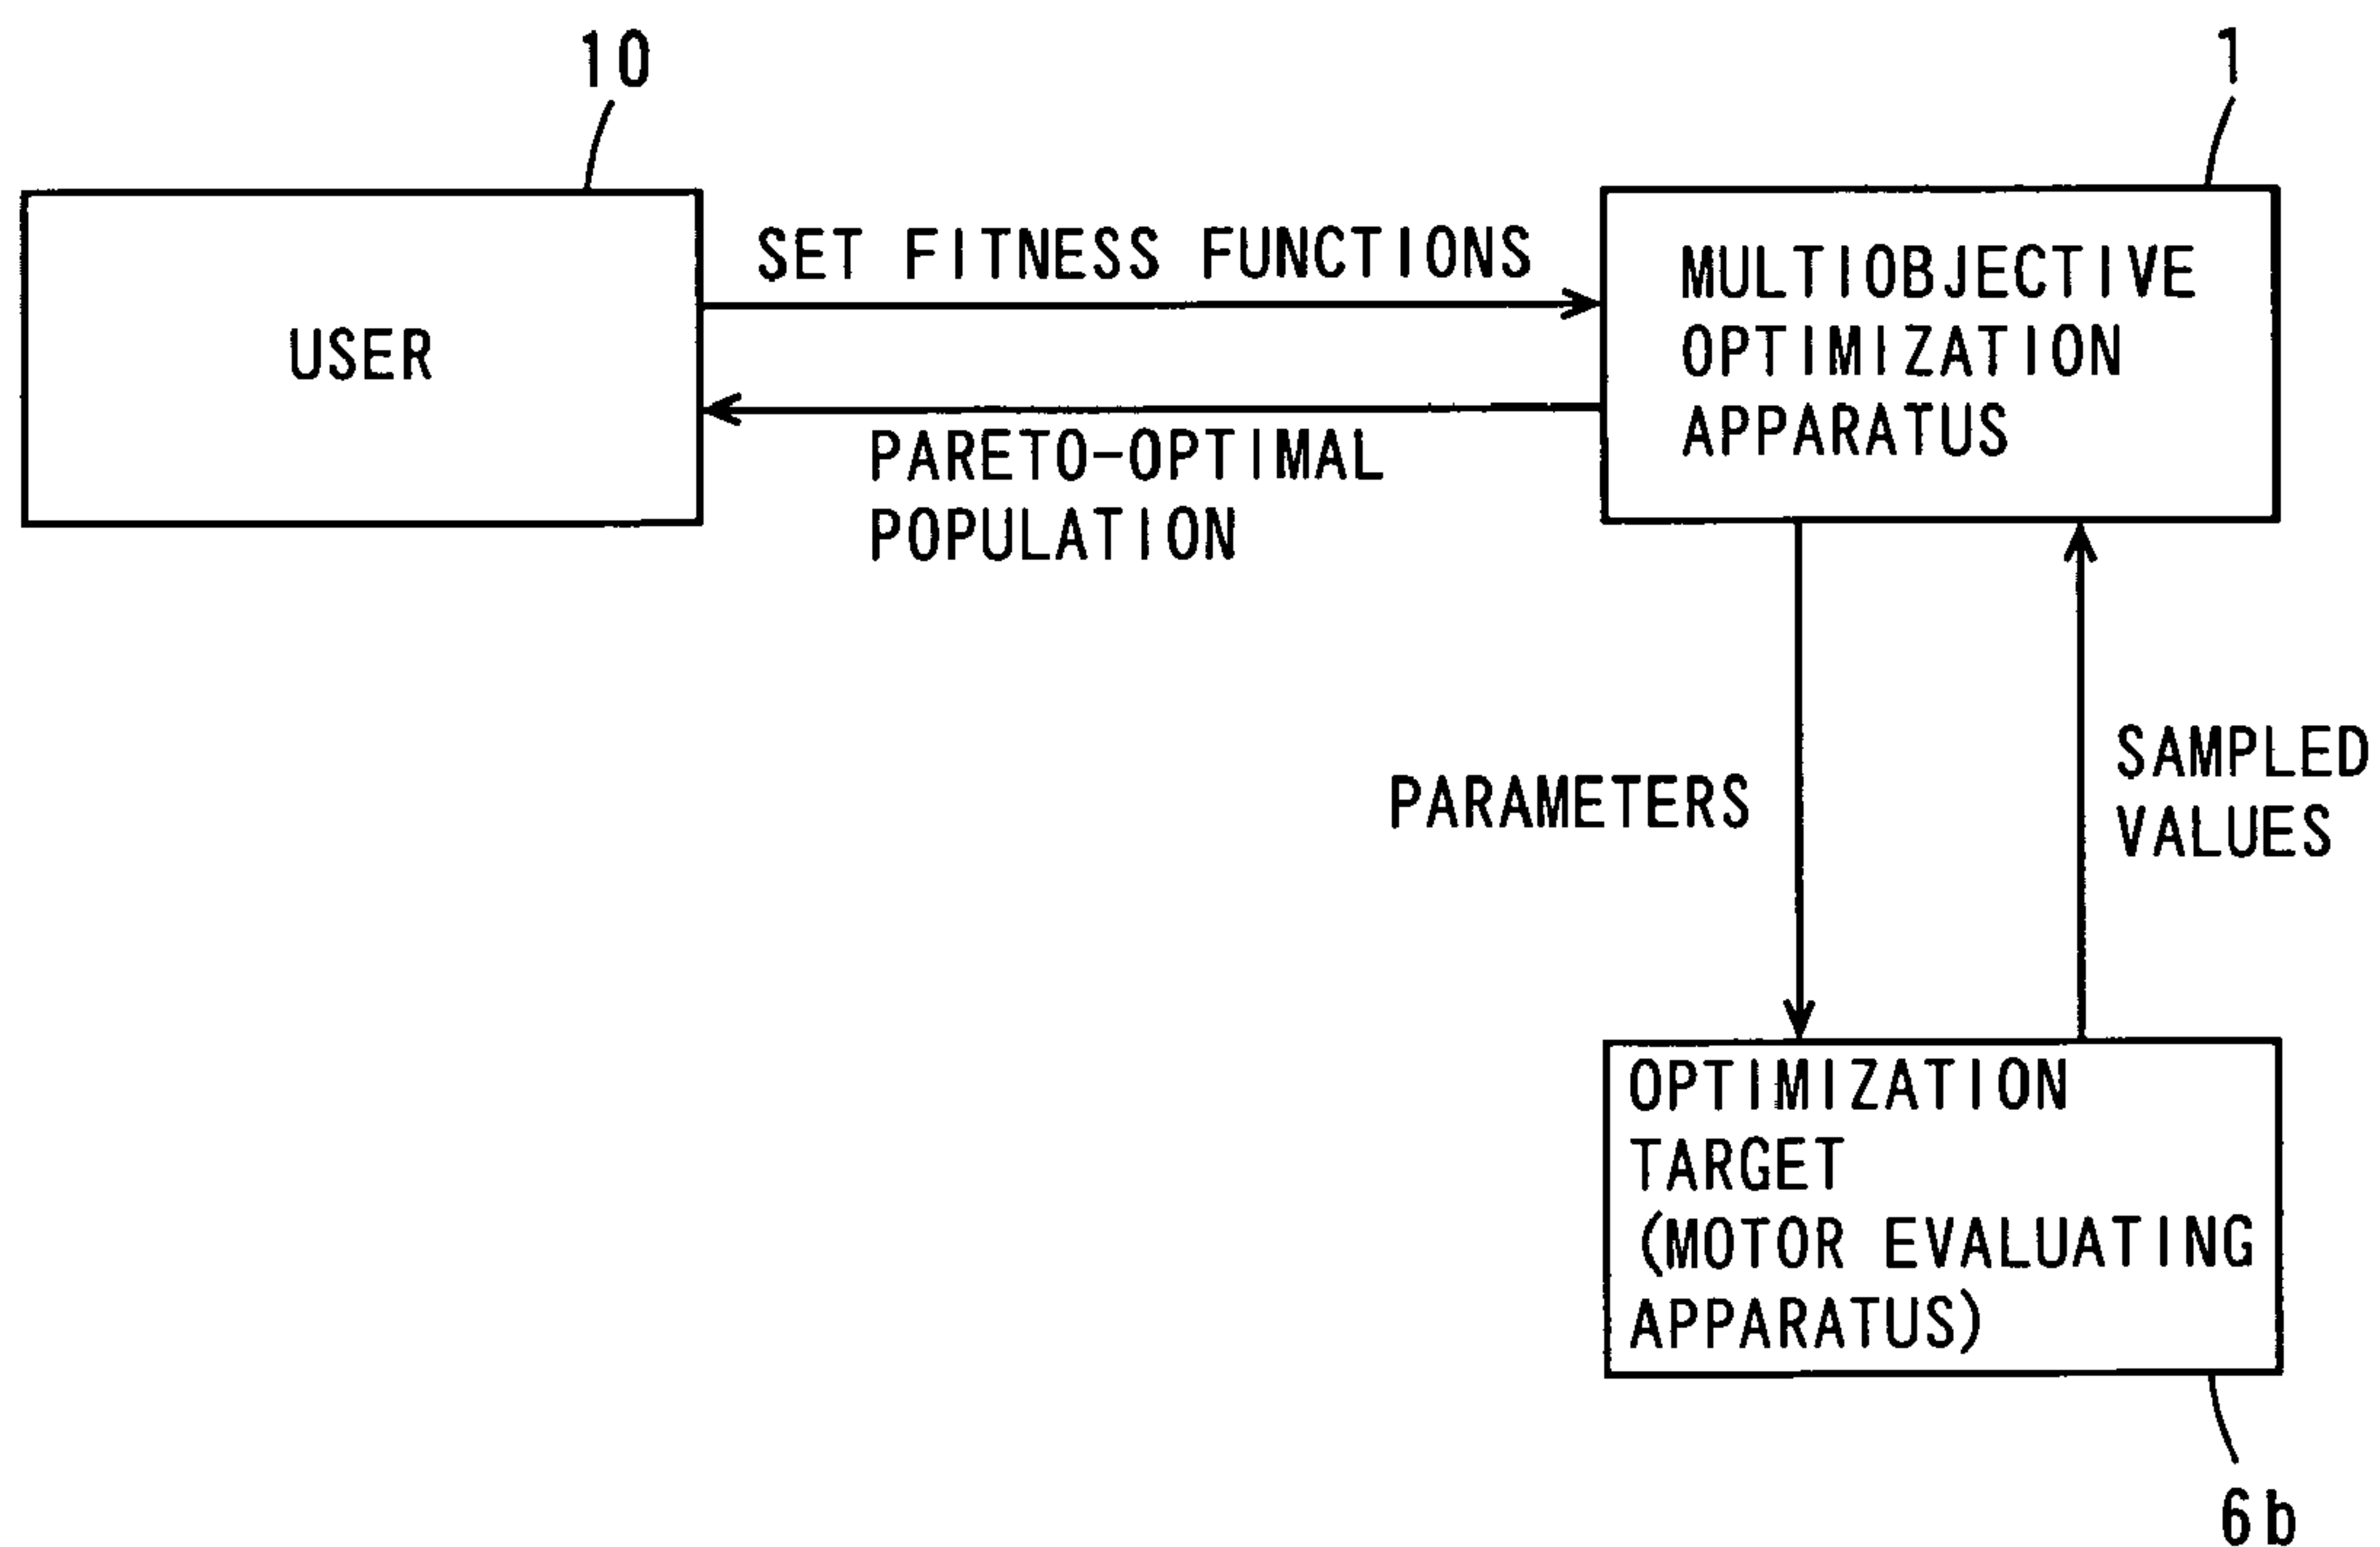 10
1
USER
SET FITNESS FUNCTIONS
MULTIOBJECTIVE
OPTIMIZATION
APPARATUS
PARETO-OPTIMAL
POPULATION
PARAMETERS
SAMPLED
VALUES
OPTIMIZATION
TARGET
(MOTOR EVALUATING
APPARATUS)
6b